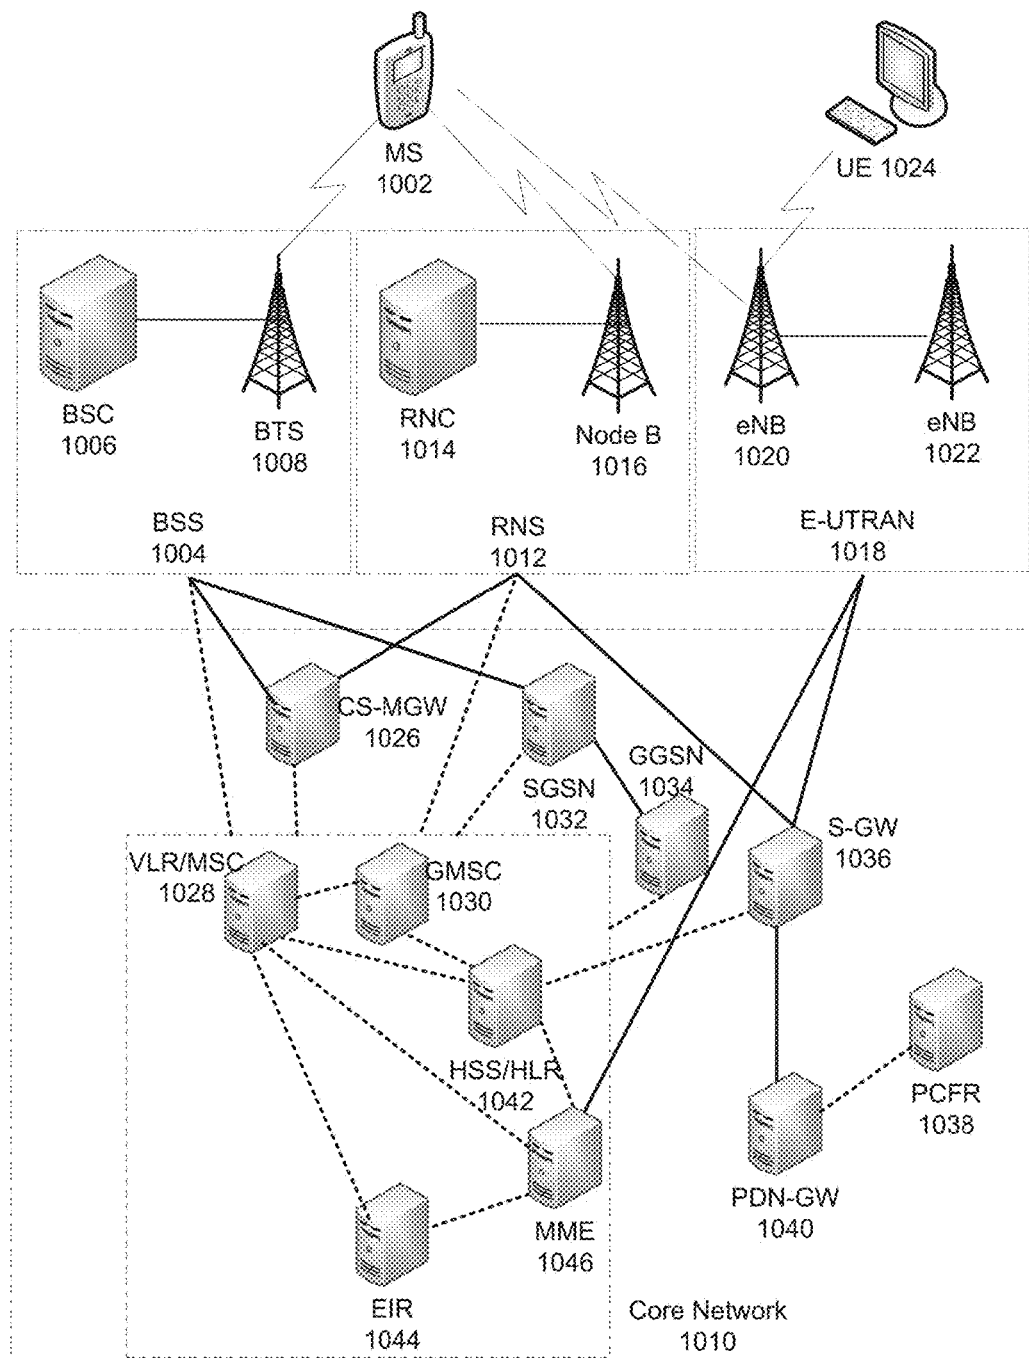 MS
1002
UE 1024
BSC
1006
BTS
1008
RNC
1014
Node B
1016
eNB
1020
eNB
1022
BSS
1004
RNS
1012
E-UTRAN
1018
CS-MGW
1026
SGSN
1032
GGSN
1034
S-GW
1036
VLR/MSC
1028
GMSC
1030
HSS/HLR
1042
PCFR
1038
MME
1046
PDN-GW
1040
EIR
1044
Core Network
1010